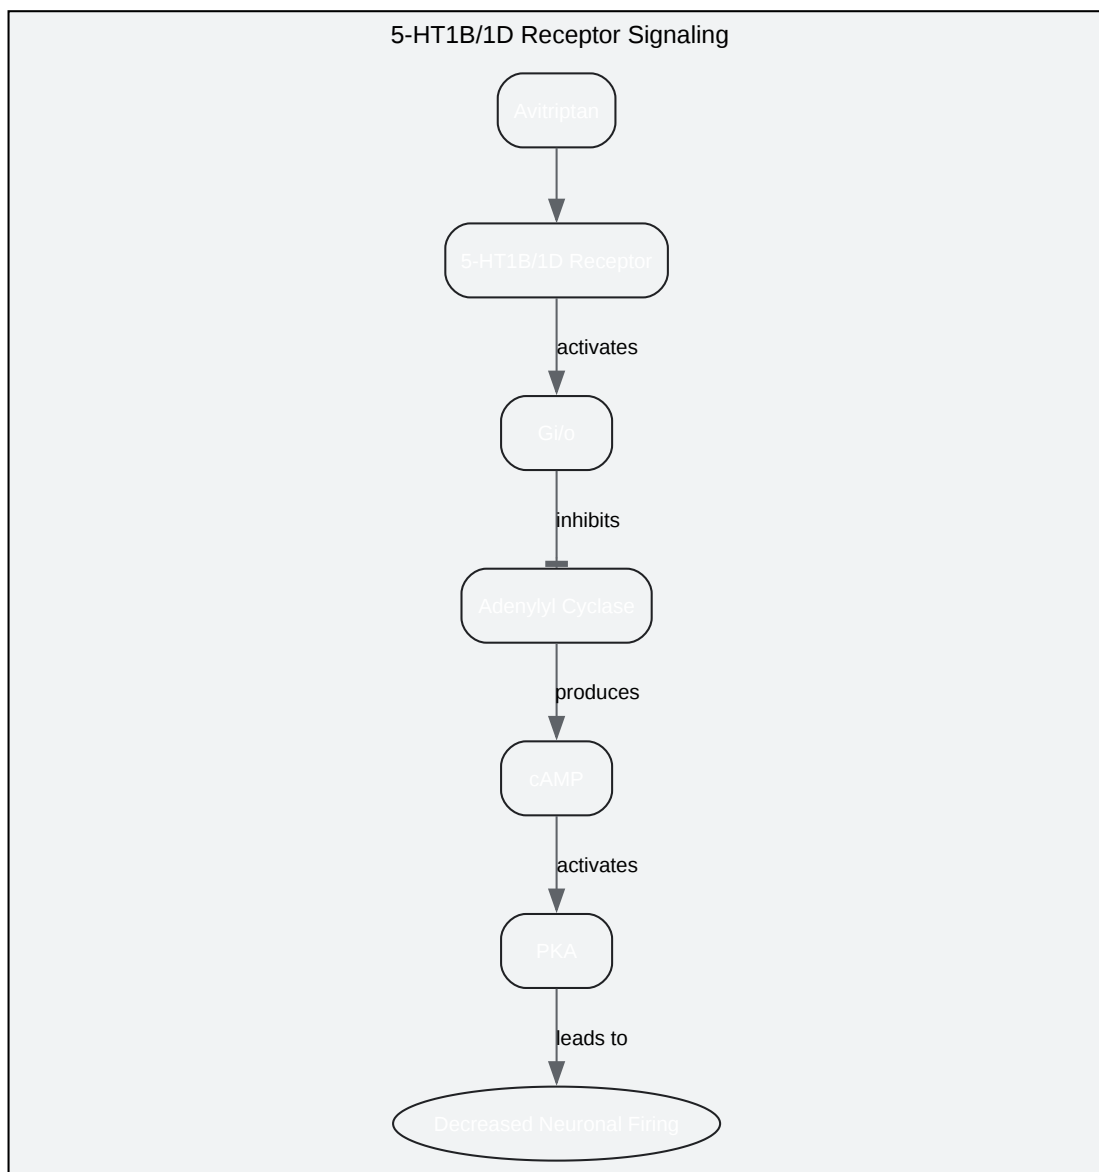 5-HT1B/1D Receptor Signaling
Avitriptan
5-HT1B/1D Receptor
activates
Gi/o
inhibits
Adenylyl Cyclase
produces
cAMP
activates
PKA
leads to
Decreased Neuronal Firing